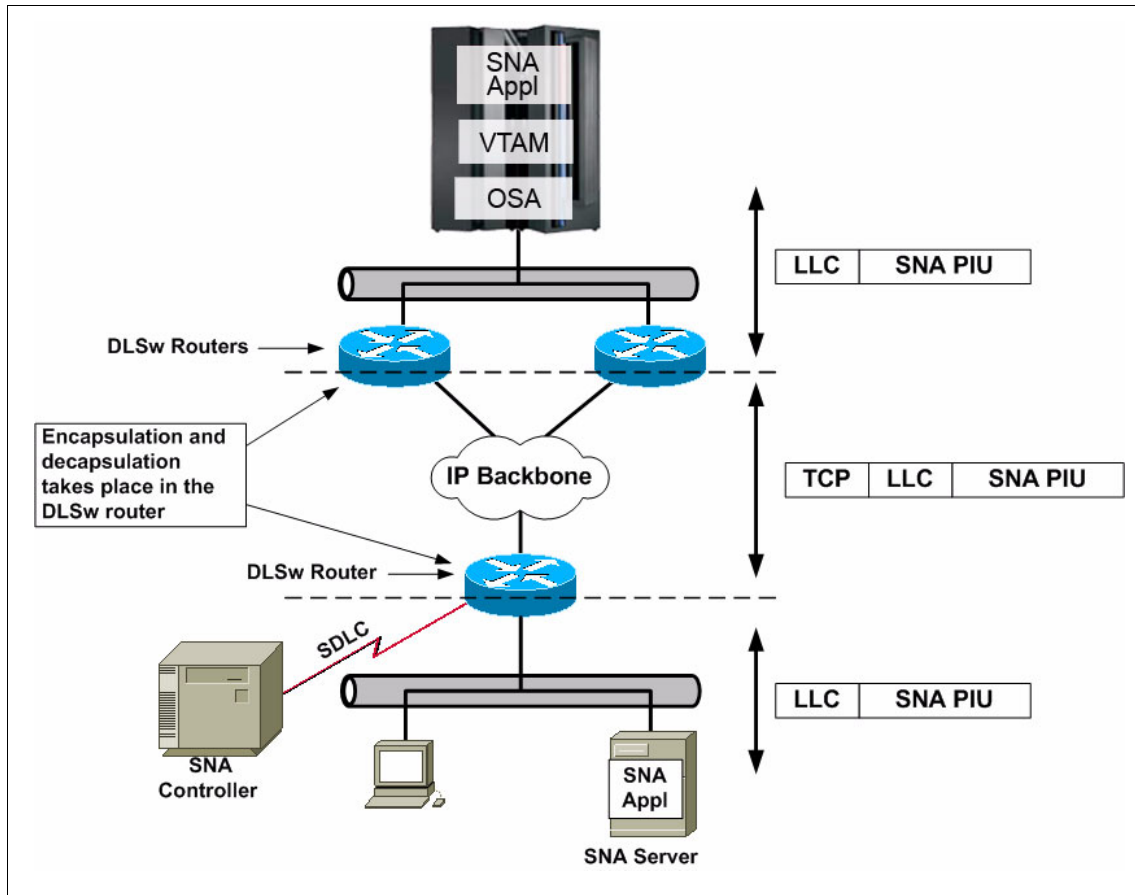 SNA
Appl
VTAM
OSA
LLC SNA PIU
DLSw Routers
Encapsulation and
decapsulation
takes place in the
DLSw router
IP Backbone
TCP LLC SNA PIU
DLSw Router
SDLC
LLC SNA PIU
SNA
Controller
SNA
Appl
SNA Server